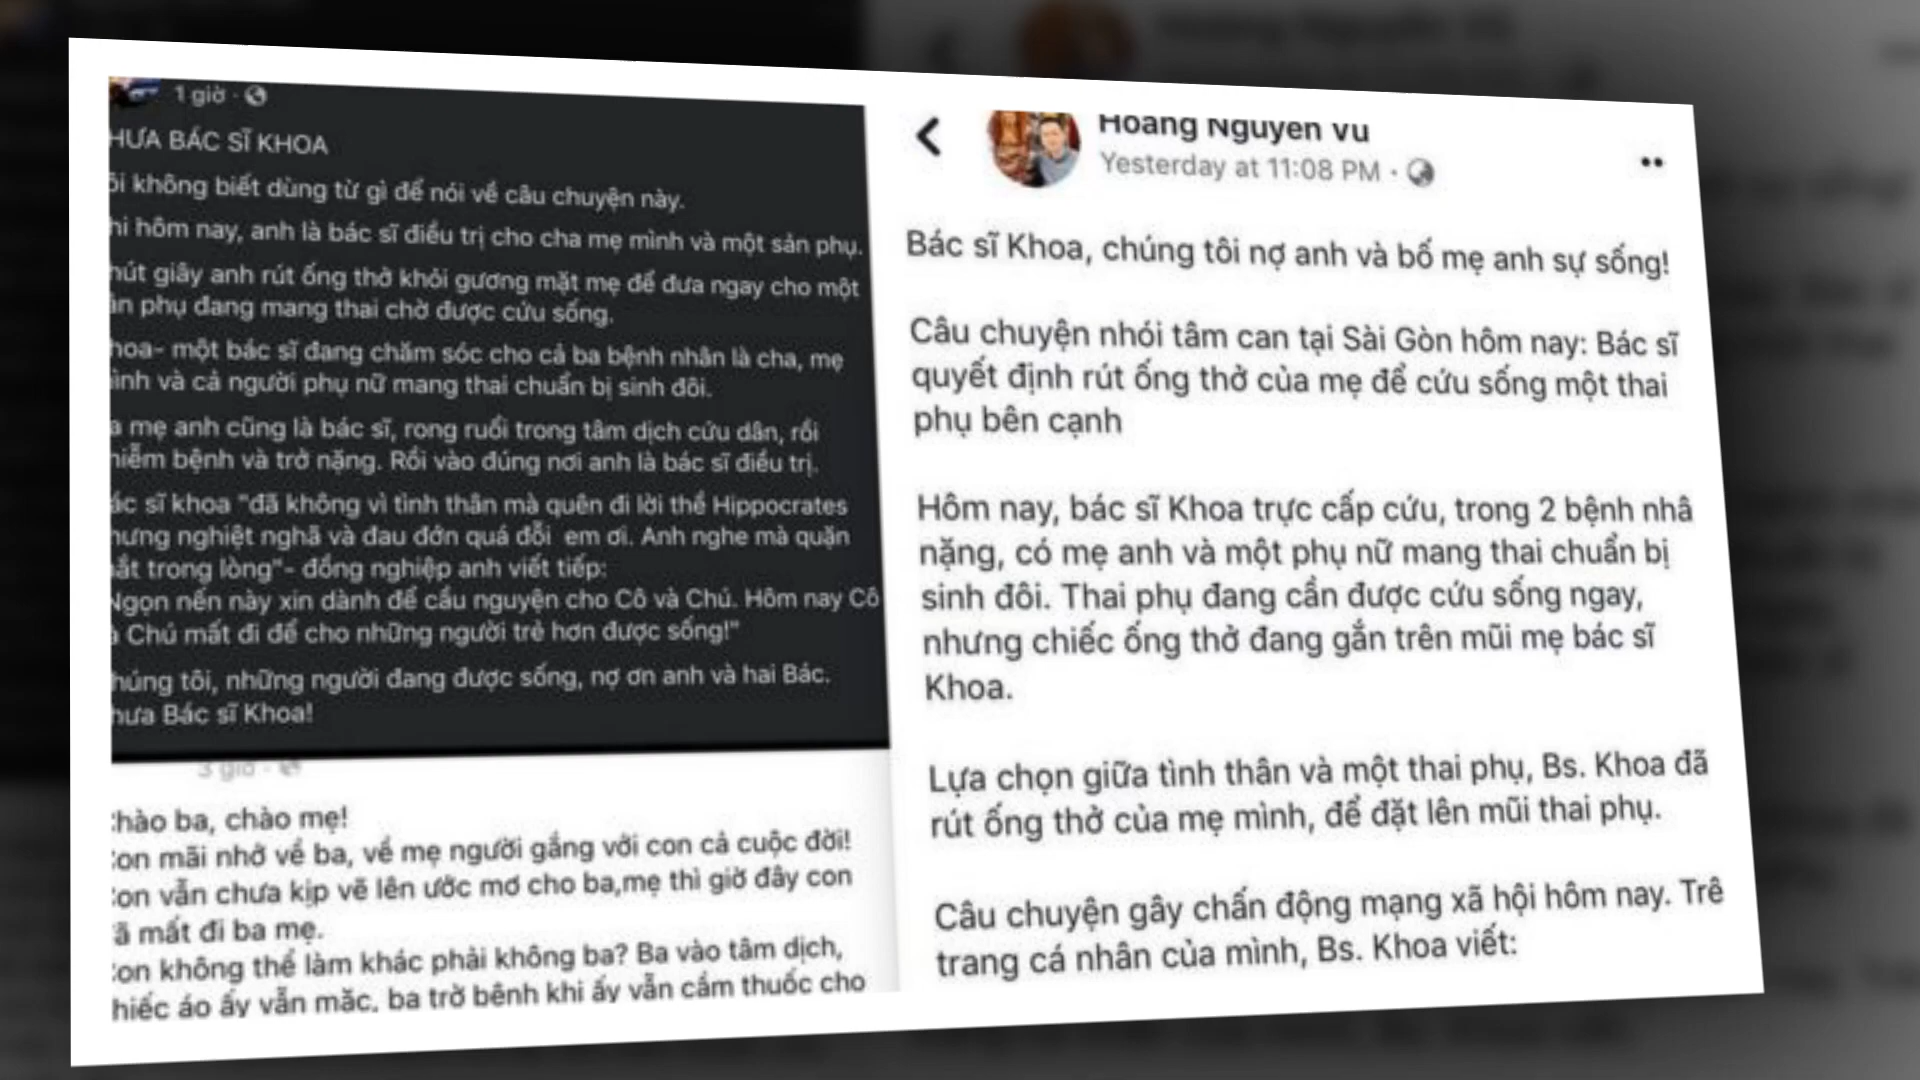 1 giờ
HƯA BÁC SĨ KHOA
ôi không biết dùng từ gì để nói về câu chuyện này.
hi hôm nay, anh là bác sĩ điều trị cho cha mẹ mình và một sản phụ.
hút giây anh rút ống thở khỏi gương mặt mẹ để đưa ngay cho một
ản phụ đang mang thai chờ được cứu sống.
hoa- một bác sĩ đang chăm sóc cho cả ba bệnh nhân là cha, mẹ
ình và cả người phụ nữ mang thai chuẩn bị sinh đôi.
a mẹ anh cũng là bác sĩ, rong ruổi trong tâm dịch cứu dân, rồi
hiễm bệnh và trở nặng. Rồi vào đúng nơi anh là bác sĩ điều trị.
ác sĩ khoa "đã không vì tình thân mà quên đi lời thề Hippocrates
hưng nghiệt ngã và đau đớn quá đỗi em ơi. Anh nghe mà quặn
ắt trong lòng"- đồng nghiệp anh viết tiếp:
Ngọn nến này xin dành để cầu nguyện cho Cô và Chú. Hôm nay Cô
à Chú mất đi để cho những người trẻ hơn được sống!"
húng tôi, những người đang được sống, nợ ơn anh và hai Bác.
hưa Bác sĩ Khoa!
3 giờ
hào ba, chào mẹ!
on mãi nhớ về ba, về mẹ người gắng với con cả cuộc đời!
on vẫn chưa kịp vẽ lên ước mơ cho ba,mẹ thì giờ đây con
ã mất đi ba mẹ.
on không thể làm khác phải không ba? Ba vào tâm dịch,
hiếc áo ấy vẫn mặc, ba trở bệnh khi ấy vẫn cầm thuốc cho
Hoàng Nguyên Vũ
Yesterday at 11:08 PM
Bác sĩ Khoa, chúng tôi nợ anh và bố mẹ anh sự sống!
Câu chuyện nhói tâm can tại Sài Gòn hôm nay: Bác sĩ
quyết định rút ống thở của mẹ để cứu sống một thai
phụ bên cạnh
Hôm nay, bác sĩ Khoa trực cấp cứu, trong 2 bệnh nhâ
nặng, có mẹ anh và một phụ nữ mang thai chuẩn bị
sinh đôi. Thai phụ đang cần được cứu sống ngay,
nhưng chiếc ống thở đang gắn trên mũi mẹ bác sĩ
Khoa.
Lựa chọn giữa tình thân và một thai phụ, Bs. Khoa đã
rút ống thở của mẹ mình, để đặt lên mũi thai phụ.
Câu chuyện gây chấn động mạng xã hội hôm nay. Trê
trang cá nhân của mình, Bs. Khoa viết: